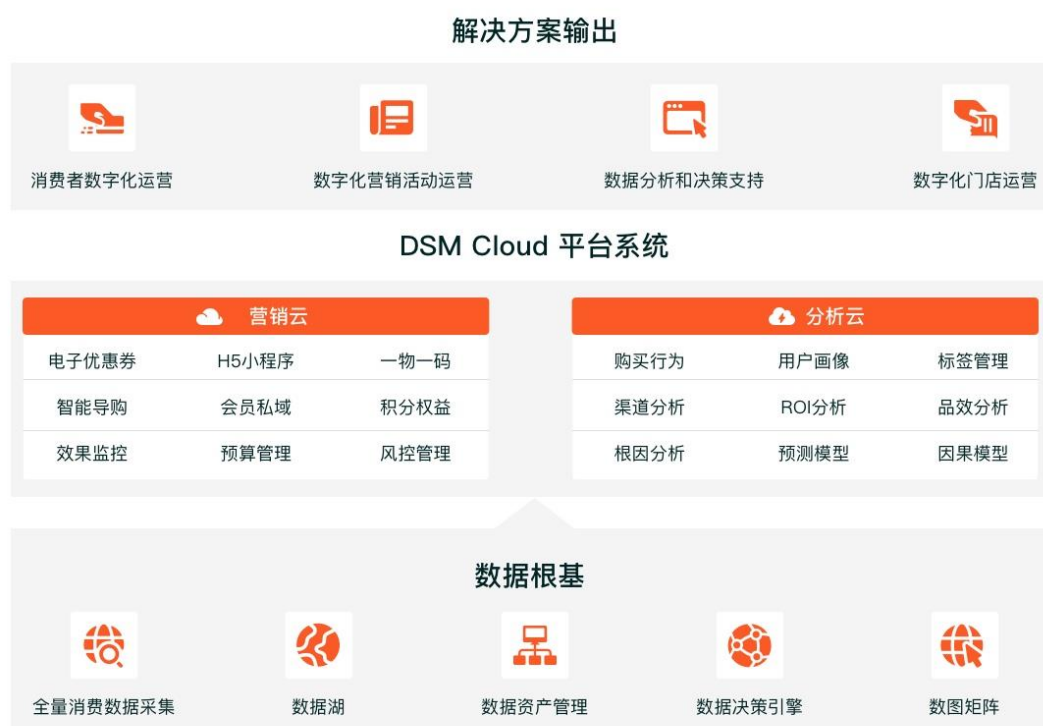 解决方案输出
消费者数字化运营 数字化营销活动运营 数据分析和决策支持 数字化门店运营
DSM Cloud 平台系统
营销云 分析云
电子优惠券 H5小程序 一物一码 购买行为 用户画像 标签管理
智能导购 会员私域 积分权益 渠道分析 ROI分析 品效分析
效果监控 预算管理 风控管理 根因分析 预测模型 因果模型
数据根基
全量消费数据采集 数据湖 数据资产管理 数据决策引擎 数图矩阵